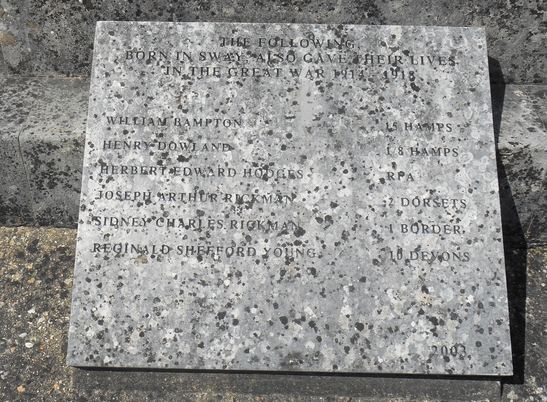 THE FOLLOWING
BORN IN SWAY, ALSO GAVE THEIR LIVES
IN THE GREAT WAR 1914 - 1918
WILLIAM BAMPTON 15 HAMPS
HENRY DOWLAND 1/8 HAMPS
HERBERT EDWARD HODGES RFA
JOSEPH ARTHUR RICKMAN 2 DORSETS
SIDNEY CHARLES RICKMAN 1 BORDER
REGINALD SHEFFORD YOUNG 10 DEVONS
2003